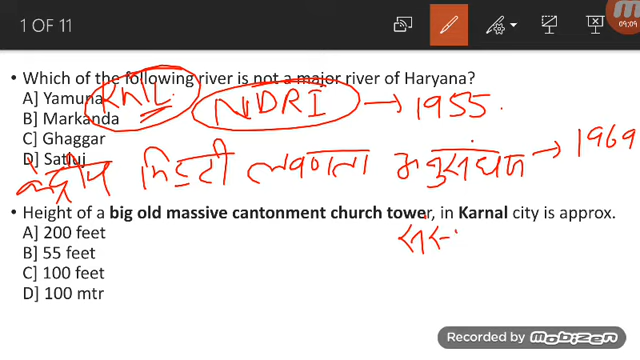 1 OF 11
09:09
• Which of the following river is not a major river of Haryana?
A] Yamuna
B] Markanda
C] Ghaggar
D] Satluj
KNL
NDRI → 1955
केंद्रीय मिट्टी लवणता अनुसंधान → 1969
• Height of a big old massive cantonment church tower, in Karnal city is approx.
A] 200 feet
B] 55 feet
C] 100 feet
D] 100 mtr
Recorded by
mobizen